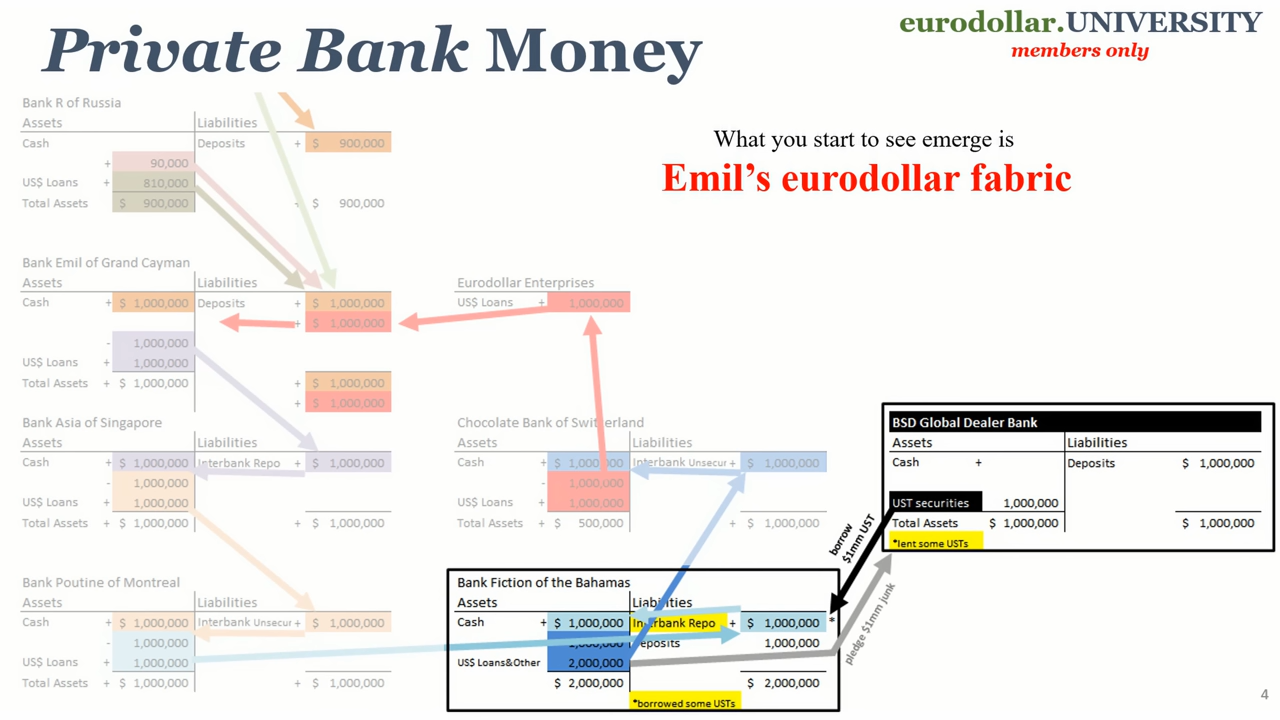 Private Bank Money
eurodollar.UNIVERSITY
members only
What you start to see emerge is
Emil’s eurodollar fabric
Bank R of Russia
Assets Liabilities
Cash Deposits + $ 900,000
+ 90,000
US$ Loans + 810,000
Total Assets $ 900,000 - $ 900,000
Bank Emil of Grand Cayman
Assets Liabilities
Cash + $ 1,000,000 Deposits + $ 1,000,000
+ $ 1,000,000
- 1,000,000
US$ Loans + 1,000,000
Total Assets + $ 1,000,000 + $ 1,000,000
+ $ 1,000,000
Eurodollar Enterprises
US$ Loans + 1,000,000
Bank Asia of Singapore
Assets Liabilities
Cash + $ 1,000,000 Interbank Repo + $ 1,000,000
- 1,000,000
US$ Loans + 1,000,000
Total Assets + $ 1,000,000 + $ 1,000,000
Chocolate Bank of Switzerland
Assets Liabilities
Cash + $ 1,000,000 Interbank Unsecur + $ 1,000,000
- 1,000,000
US$ Loans + 1,000,000
Total Assets $ 500,000 + $ 1,000,000
BSD Global Dealer Bank
Assets Liabilities
Cash + Deposits $ 1,000,000
UST securities 1,000,000
Total Assets $ 1,000,000 $ 1,000,000
*lent some USTs
borrow
$1mm UST
pledge $1mm junk
Bank Poutine of Montreal
Assets Liabilities
Cash + $ 1,000,000 Interbank Unsecur + $ 1,000,000
- 1,000,000
US$ Loans + 1,000,000
Total Assets + $ 1,000,000 + $ 1,000,000
Bank Fiction of the Bahamas
Assets Liabilities
Cash + $ 1,000,000 Interbank Repo + $ 1,000,000 *
1,000,000 Deposits 1,000,000
US$ Loans&Other 2,000,000
$ 2,000,000 $ 2,000,000
*borrowed some USTs
4